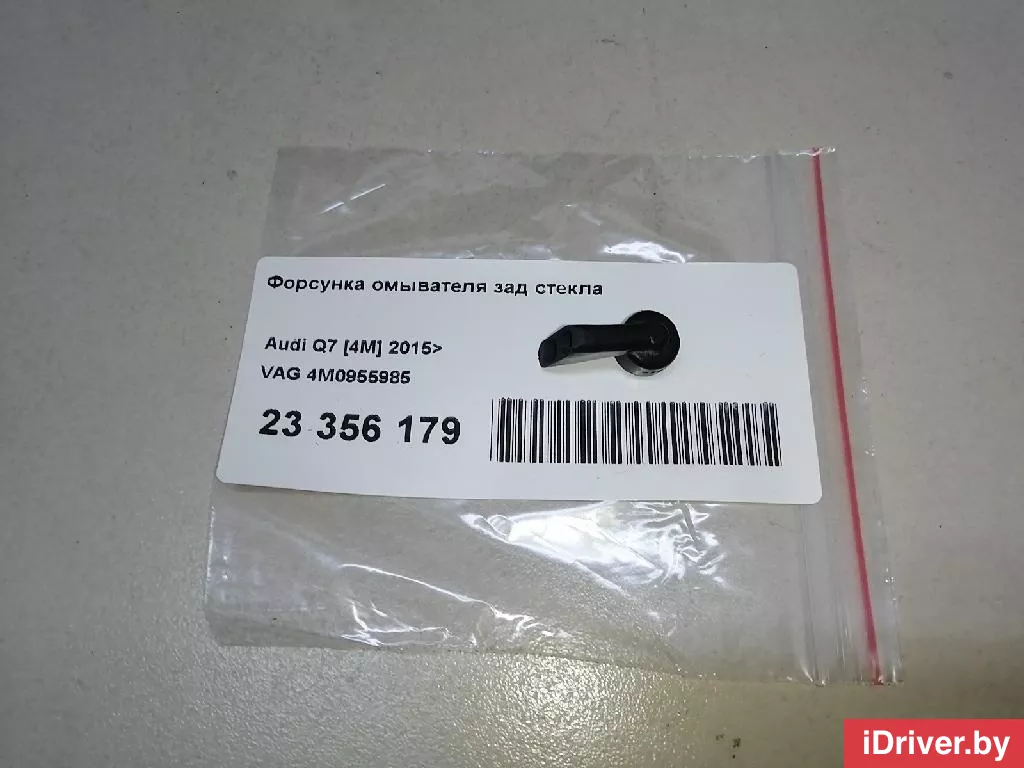 Форсунка омывателя зад стекла
Audi Q7 [4M] 2015>
VAG 4M0955985
23 356 179
iDriver.by